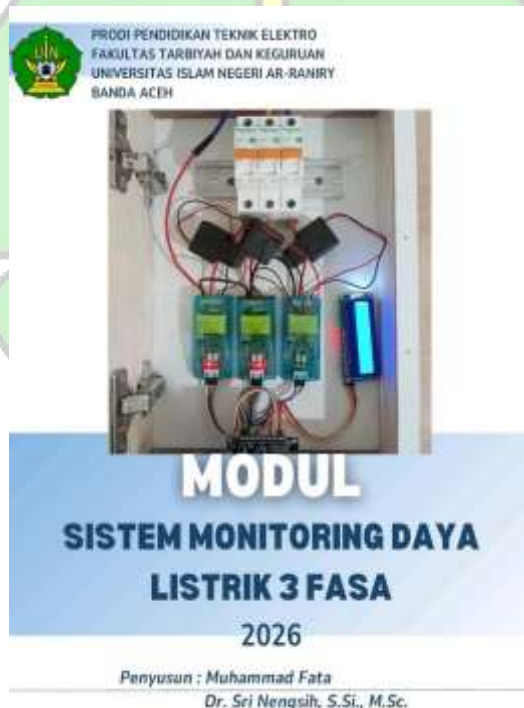 PRODI PENDIDIKAN TEKNIK ELEKTRO
FAKULTAS TARBIYAH DAN KEGURUAN
UNIVERSITAS ISLAM NEGERI AR-RANIRY
BANDA ACEH
UIN
MODUL
SISTEM MONITORING DAYA
LISTRIK 3 FASA
2026
Penyusun : Muhammad Fata
Dr. Sri Nengsih, S.Si., M.Sc.